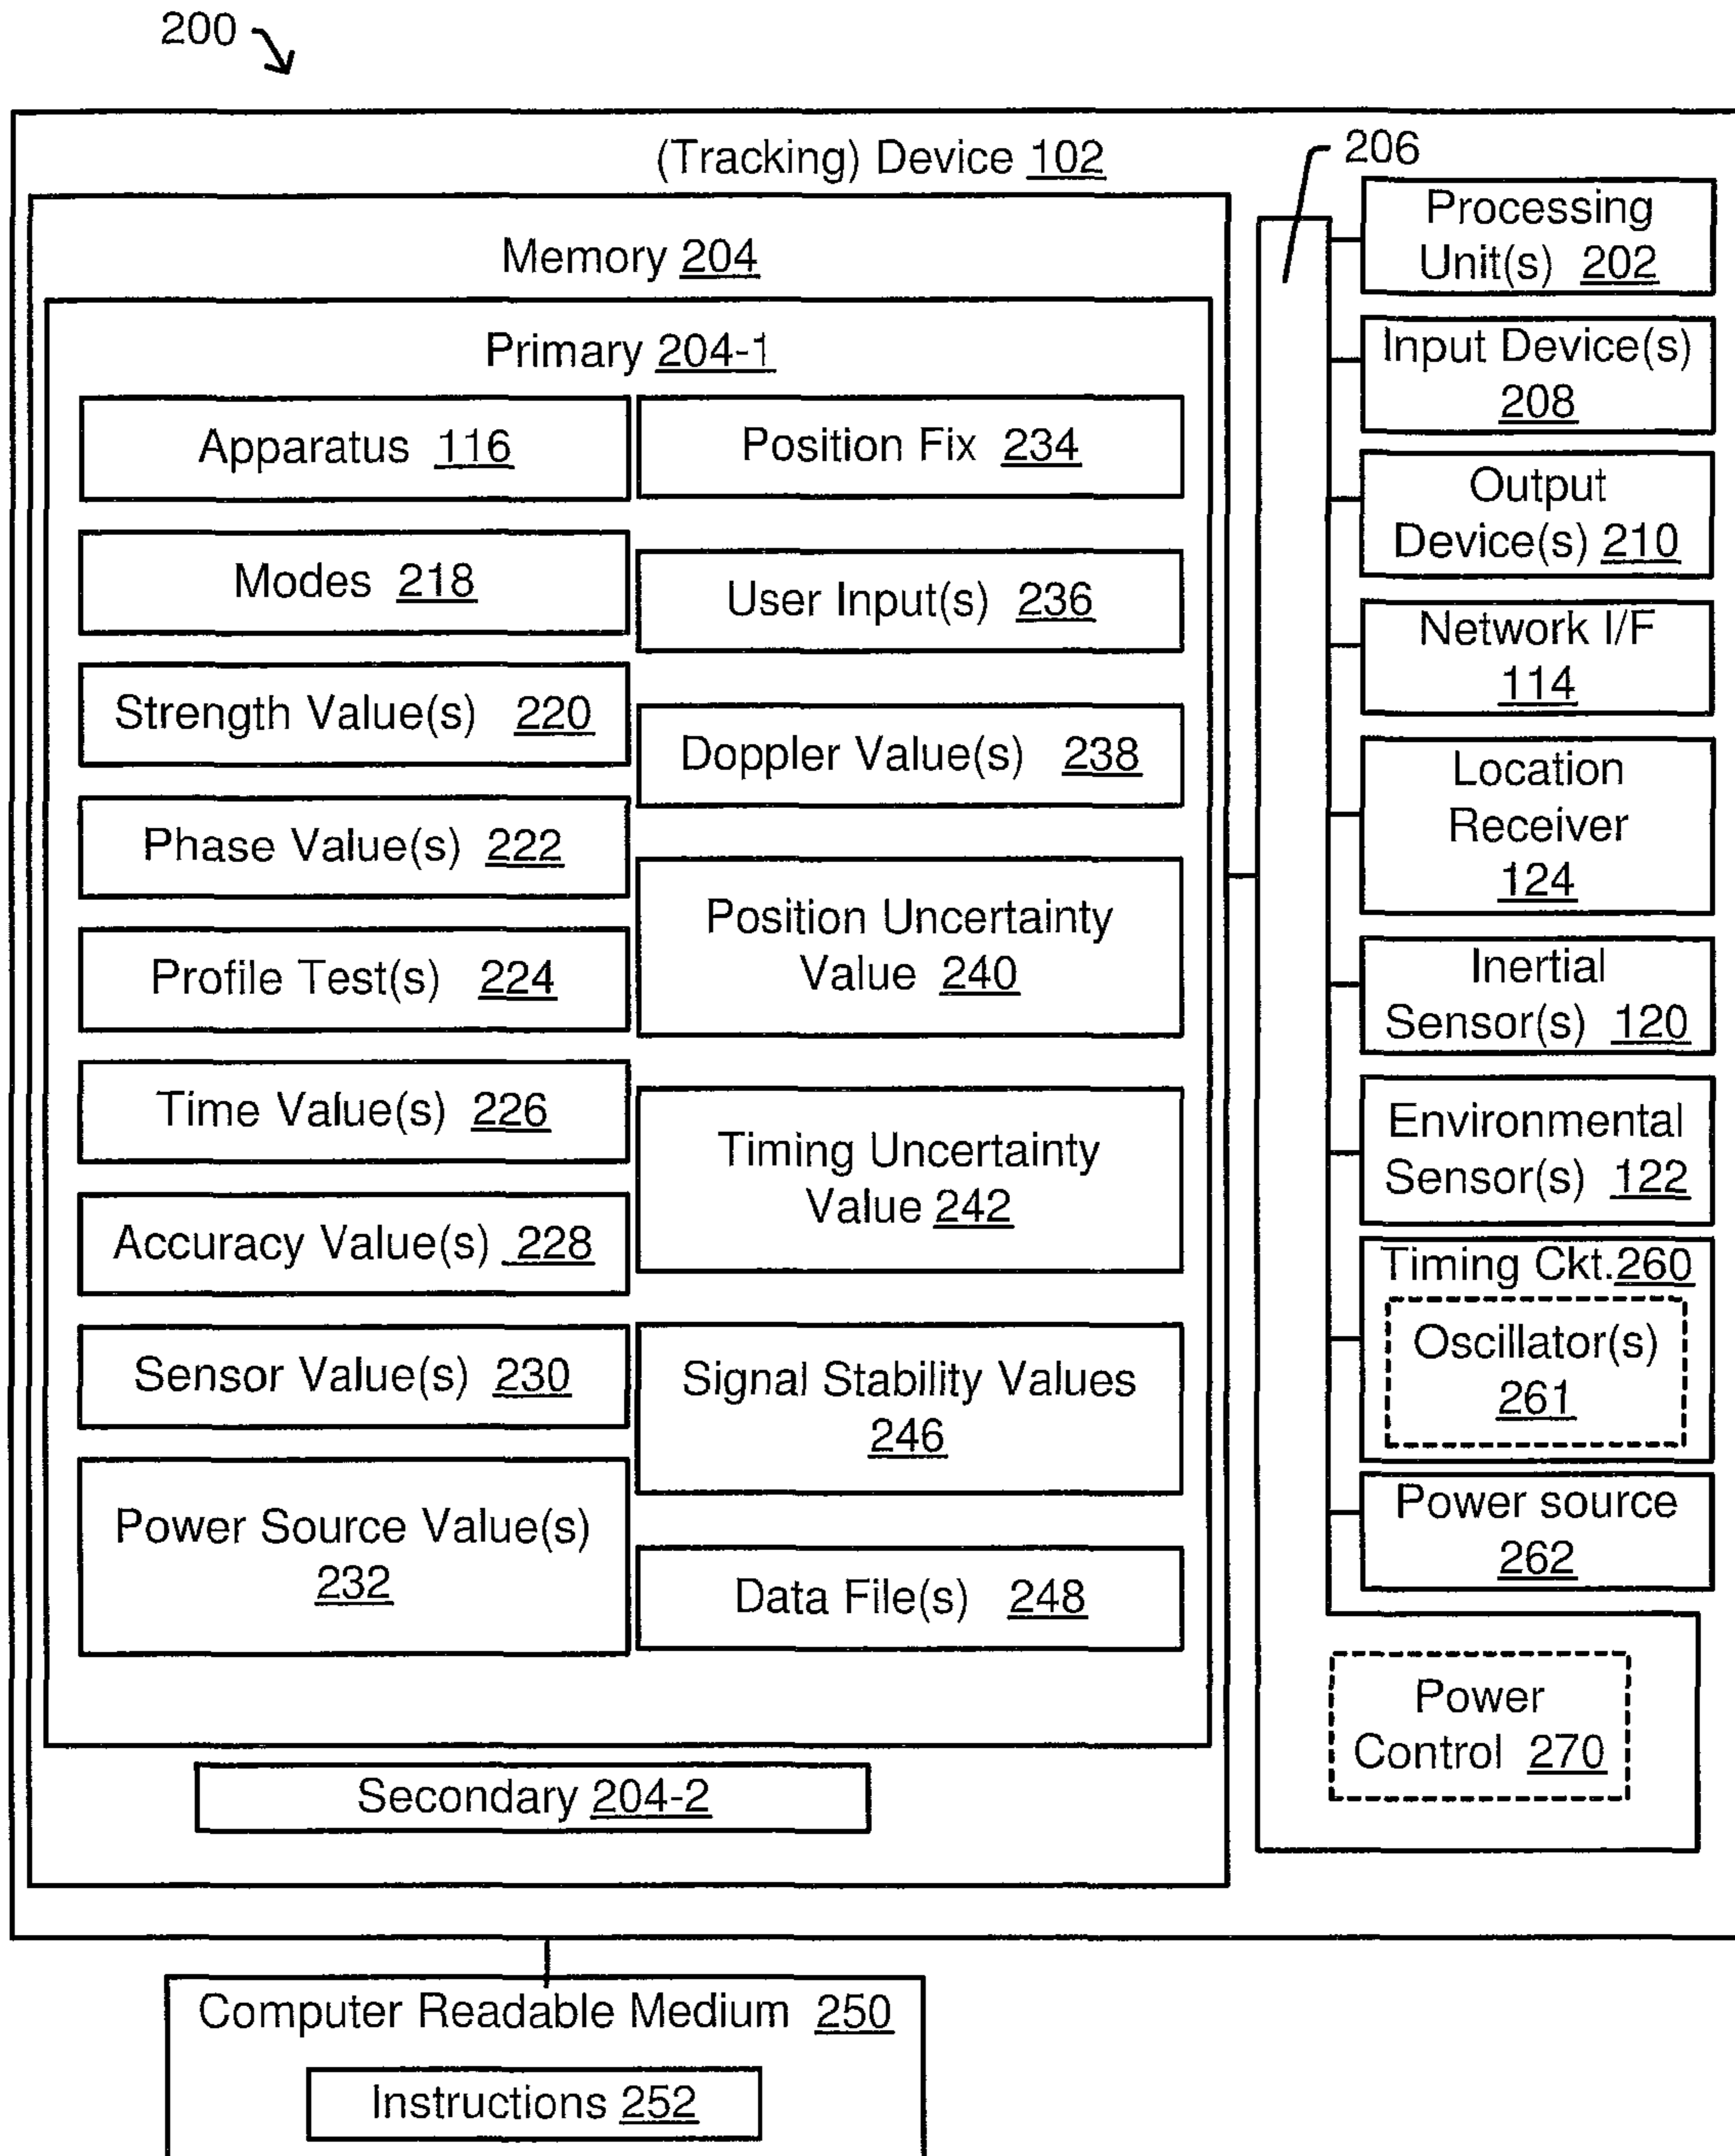 200
(Tracking) Device 102
206
Memory 204
Primary 204-1
Apparatus 116
Modes 218
Strength Value(s) 220
Phase Value(s) 222
Profile Test(s) 224
Time Value(s) 226
Accuracy Value(s) 228
Sensor Value(s) 230
Power Source Value(s)
232
Position Fix 234
User Input(s) 236
Doppler Value(s) 238
Position Uncertainty
Value 240
Timing Uncertainty
Value 242
Signal Stability Values
246
Data File(s) 248
Secondary 204-2
Processing
Unit(s) 202
Input Device(s)
208
Output
Device(s) 210
Network I/F
114
Location
Receiver
124
Inertial
Sensor(s) 120
Environmental
Sensor(s) 122
Timing Ckt.260
Oscillator(s)
261
Power source
262
Power
Control 270
Computer Readable Medium 250
Instructions 252